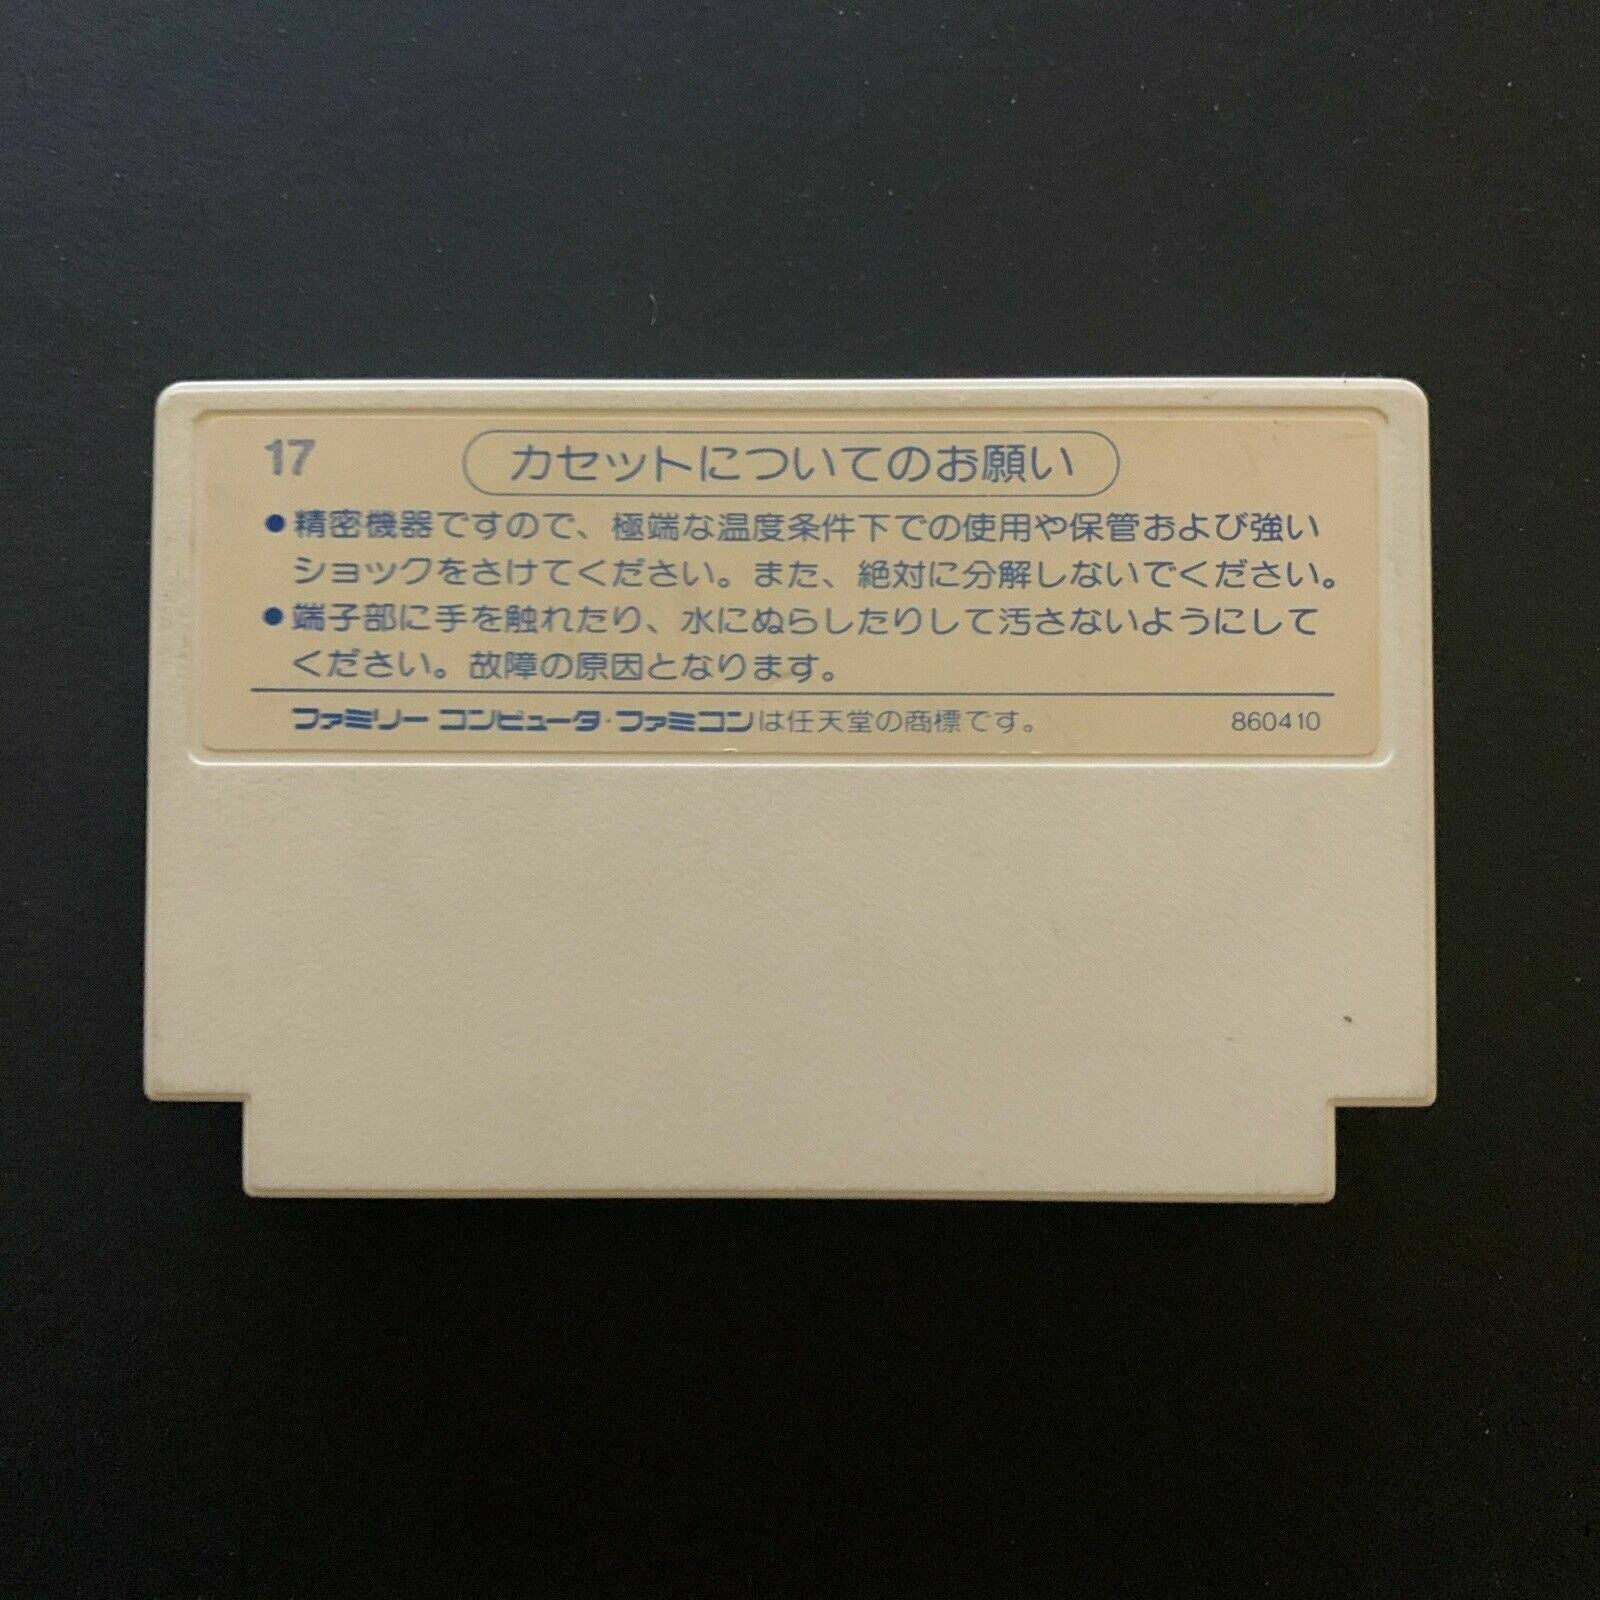 17 カセットについてのお願い
●精密機器ですので、極端な温度条件下での使用や保管および強い
ショックをさけてください。また、絶対に分解しないでください。
●端子部に手を触れたり、水にぬらしたりして汚さないようにして
ください。故障の原因となります。
ファミリー コンピュータ・ファミコンは任天堂の商標です。 860410